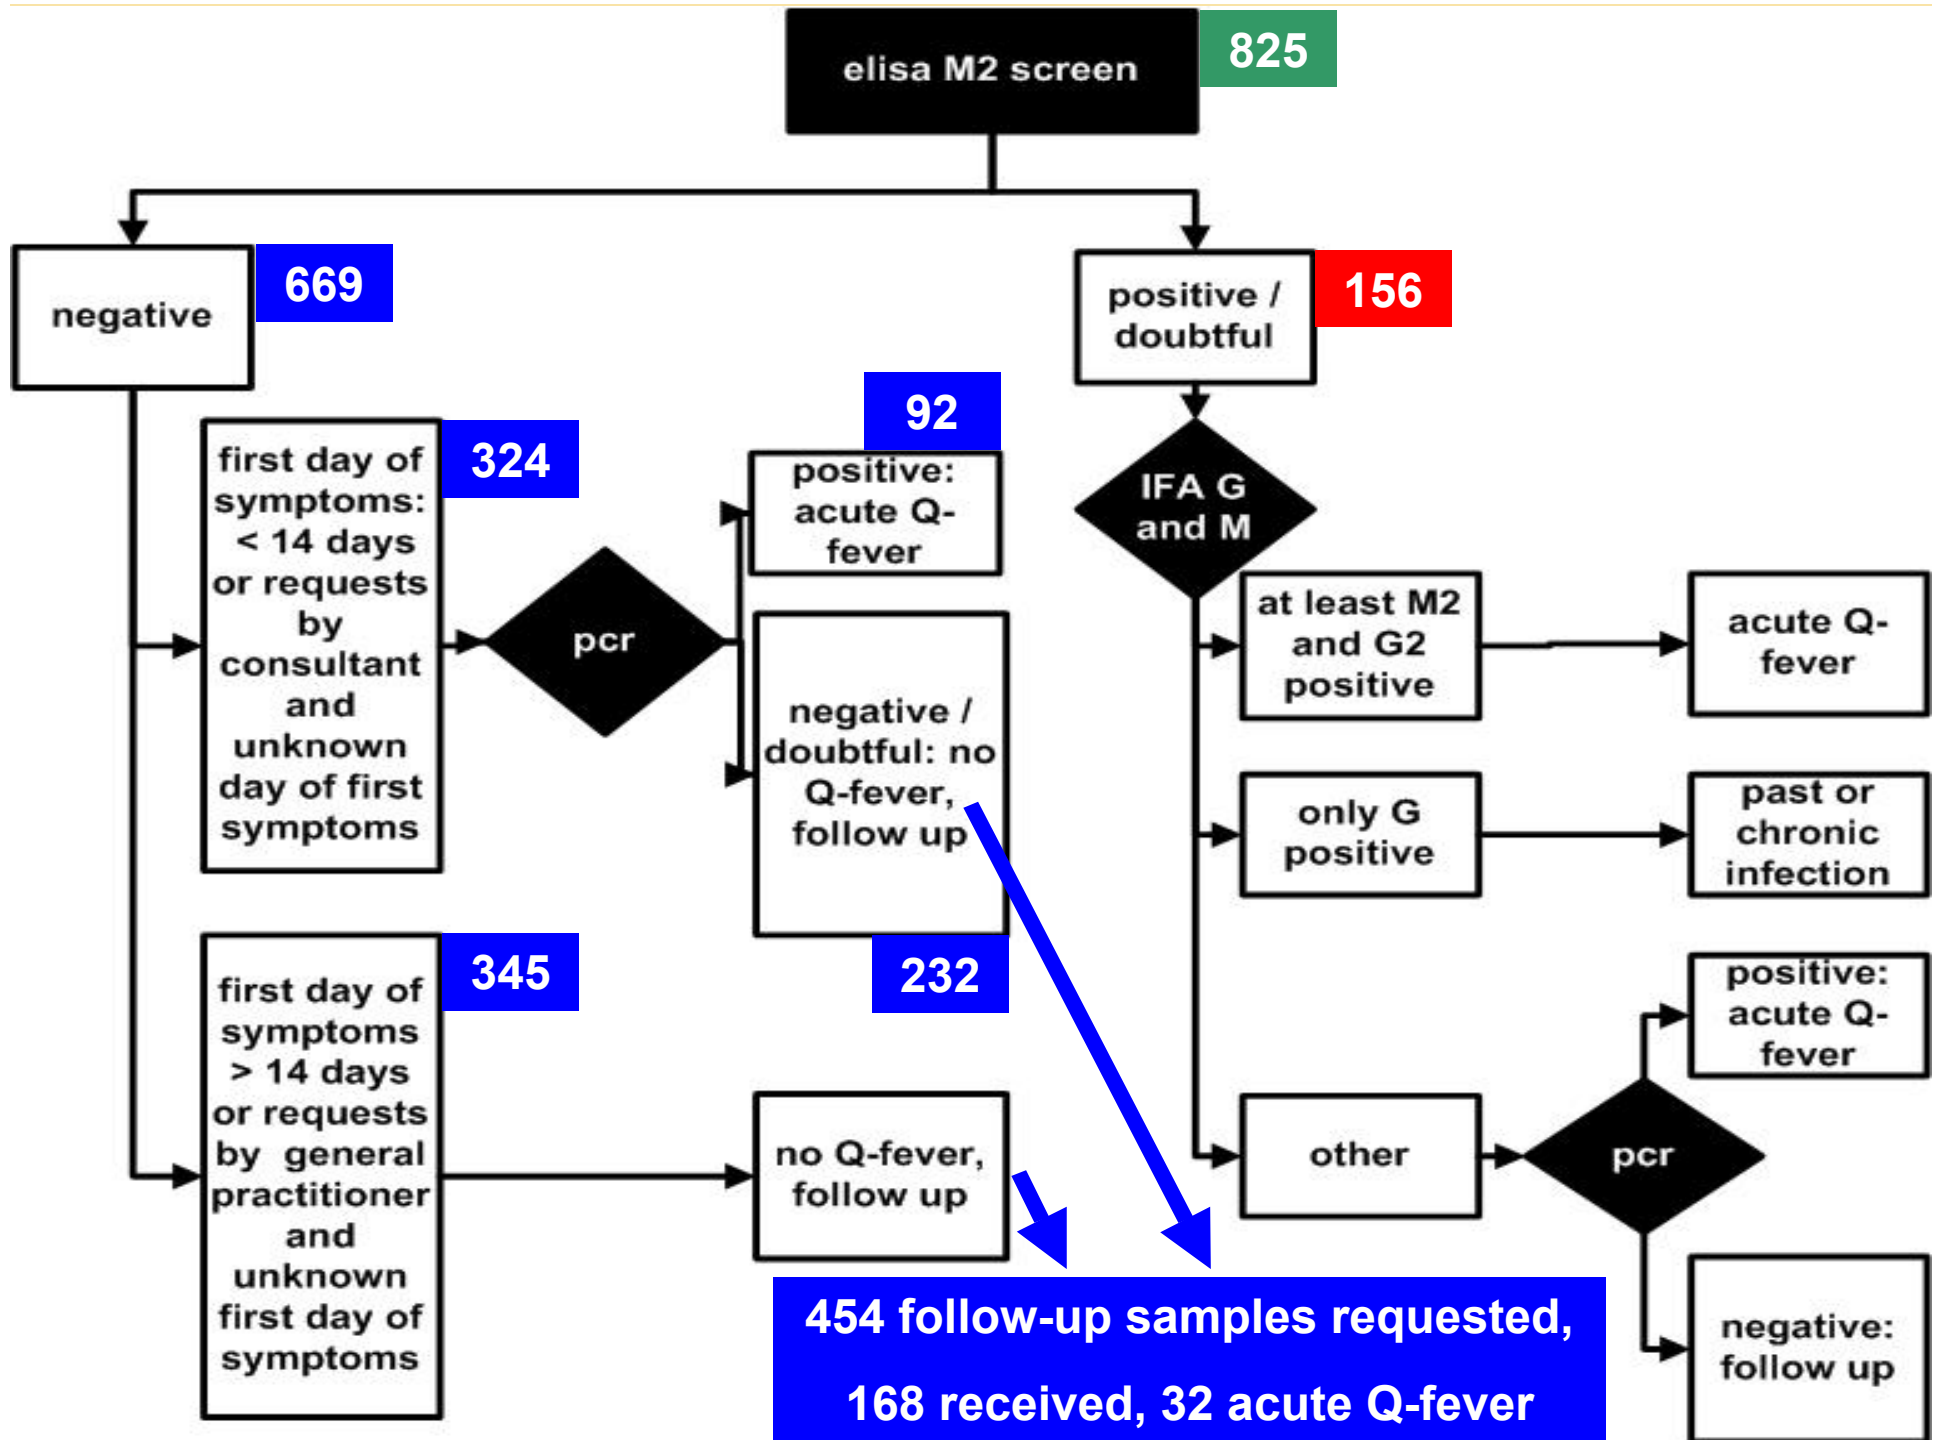 elisa M2 screen
825
negative
669
positive /
doubtful
156
first day of
symptoms:
< 14 days
or requests
by
consultant
and
unknown
day of first
symptoms
324
pcr
92
positive:
acute Q-
fever
negative /
doubtful: no
Q-fever,
follow up
232
first day of
symptoms
> 14 days
or requests
by general
practitioner
and
unknown
first day of
symptoms
345
no Q-fever,
follow up
454 follow-up samples requested,
168 received, 32 acute Q-fever
IFA G
and M
at least M2
and G2
positive
acute Q-
fever
only G
positive
past or
chronic
infection
other
pcr
positive:
acute Q-
fever
negative:
follow up